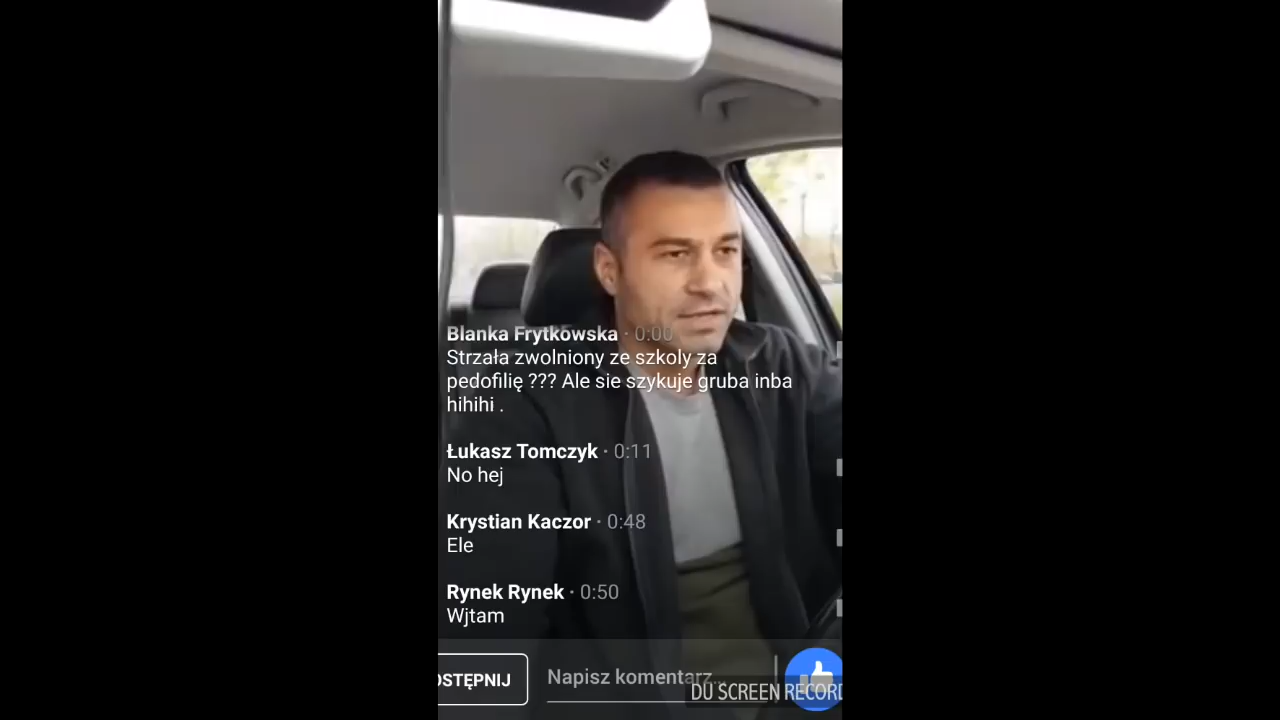 Blanka Frytkowska · 0:00
Strzała zwolniony ze szkoly za
pedofilię ??? Ale sie szykuje gruba inba
hihihi .
Łukasz Tomczyk · 0:11
No hej
Krystian Kaczor · 0:48
Ele
Rynek Rynek · 0:50
Wjtam
OSTĘPNIJ
Napisz komentarz...
DU SCREEN RECORD